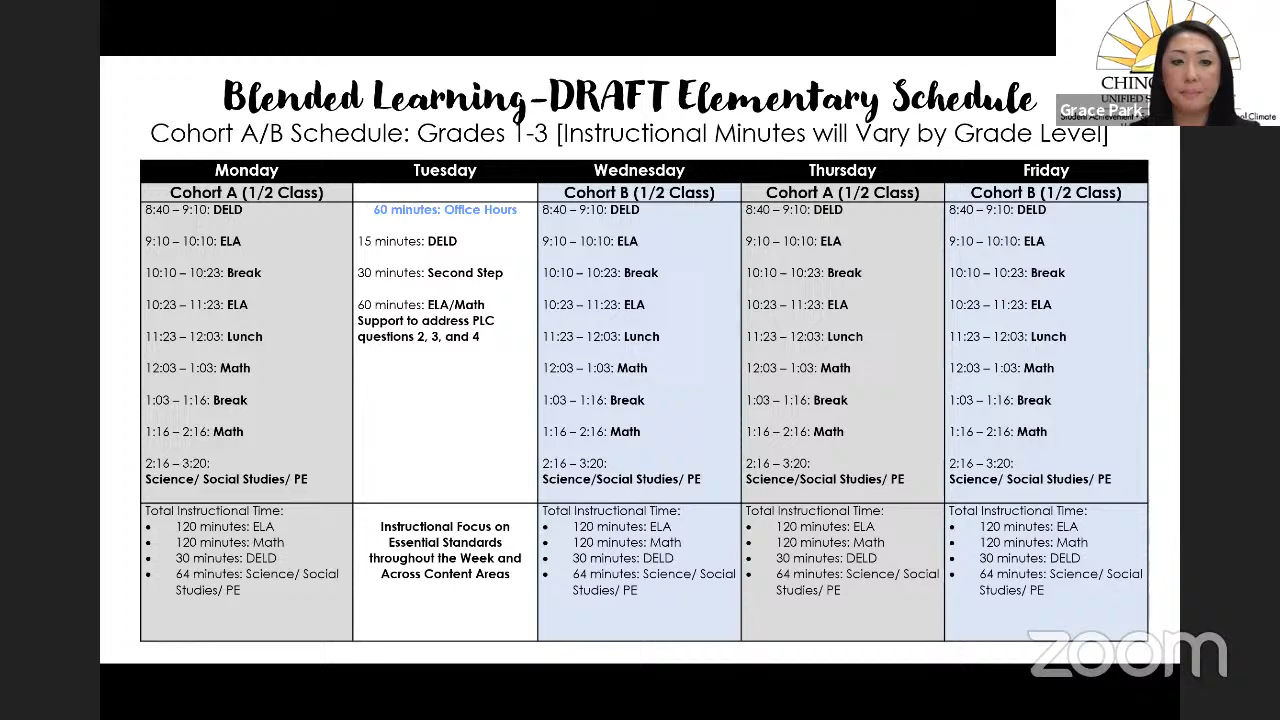 Blended Learning-DRAFT Elementary Schedule
Cohort A/B Schedule: Grades 1-3 [Instructional Minutes will Vary by Grade Level]
Monday
Cohort A (1/2 Class)
8:40 – 9:10: DELD
9:10 – 10:10: ELA
10:10 – 10:23: Break
10:23 – 11:23: ELA
11:23 – 12:03: Lunch
12:03 – 1:03: Math
1:03 – 1:16: Break
1:16 – 2:16: Math
2:16 – 3:20:
Science/ Social Studies/ PE
Total Instructional Time:
• 120 minutes: ELA
• 120 minutes: Math
• 30 minutes: DELD
• 64 minutes: Science/ Social
Studies/ PE
Tuesday
60 minutes: Office Hours
15 minutes: DELD
30 minutes: Second Step
60 minutes: ELA/Math
Support to address PLC
questions 2, 3, and 4
Instructional Focus on
Essential Standards
throughout the Week and
Across Content Areas
Wednesday
Cohort B (1/2 Class)
8:40 – 9:10: DELD
9:10 – 10:10: ELA
10:10 – 10:23: Break
10:23 – 11:23: ELA
11:23 – 12:03: Lunch
12:03 – 1:03: Math
1:03 – 1:16: Break
1:16 – 2:16: Math
2:16 – 3:20:
Science/Social Studies/ PE
Total Instructional Time:
• 120 minutes: ELA
• 120 minutes: Math
• 30 minutes: DELD
• 64 minutes: Science/ Social
Studies/ PE
Thursday
Cohort A (1/2 Class)
8:40 – 9:10: DELD
9:10 – 10:10: ELA
10:10 – 10:23: Break
10:23 – 11:23: ELA
11:23 – 12:03: Lunch
12:03 – 1:03: Math
1:03 – 1:16: Break
1:16 – 2:16: Math
2:16 – 3:20:
Science/Social Studies/ PE
Total Instructional Time:
• 120 minutes: ELA
• 120 minutes: Math
• 30 minutes: DELD
• 64 minutes: Science/ Social
Studies/ PE
Friday
Cohort B (1/2 Class)
8:40 – 9:10: DELD
9:10 – 10:10: ELA
10:10 – 10:23: Break
10:23 – 11:23: ELA
11:23 – 12:03: Lunch
12:03 – 1:03: Math
1:03 – 1:16: Break
1:16 – 2:16: Math
2:16 – 3:20:
Science/ Social Studies/ PE
Total Instructional Time:
• 120 minutes: ELA
• 120 minutes: Math
• 30 minutes: DELD
• 64 minutes: Science/ Social
Studies/ PE
UNIFIED
Grace Park
Student Achievement
of Climate
zoom